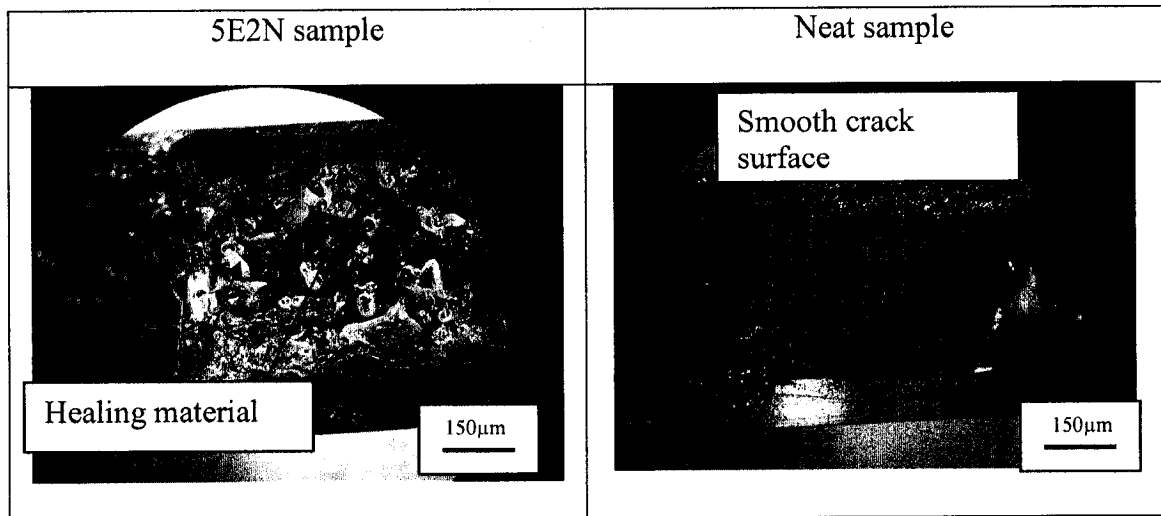 5E2N sample
Neat sample
Smooth crack
surface
Healing material
150µm
150µm